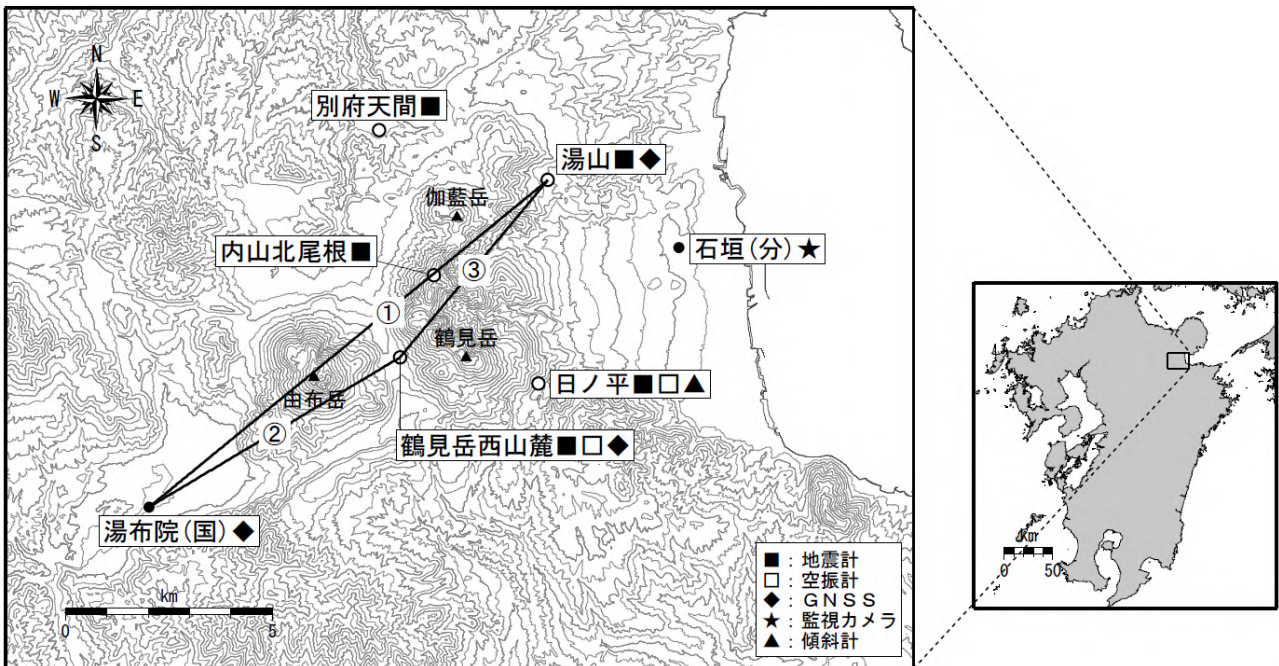 N
W E
S
別府天間■
湯山■◆
伽藍岳
内山北尾根■
石垣(分)★
③
①
鶴見岳
由布岳
日ノ平■□▲
②
鶴見岳西山麓■□◆
湯布院(国)◆
km
0 5
■：地震計
□：空振計
◆：GNSS
★：監視カメラ
▲：傾斜計
Km
0 50